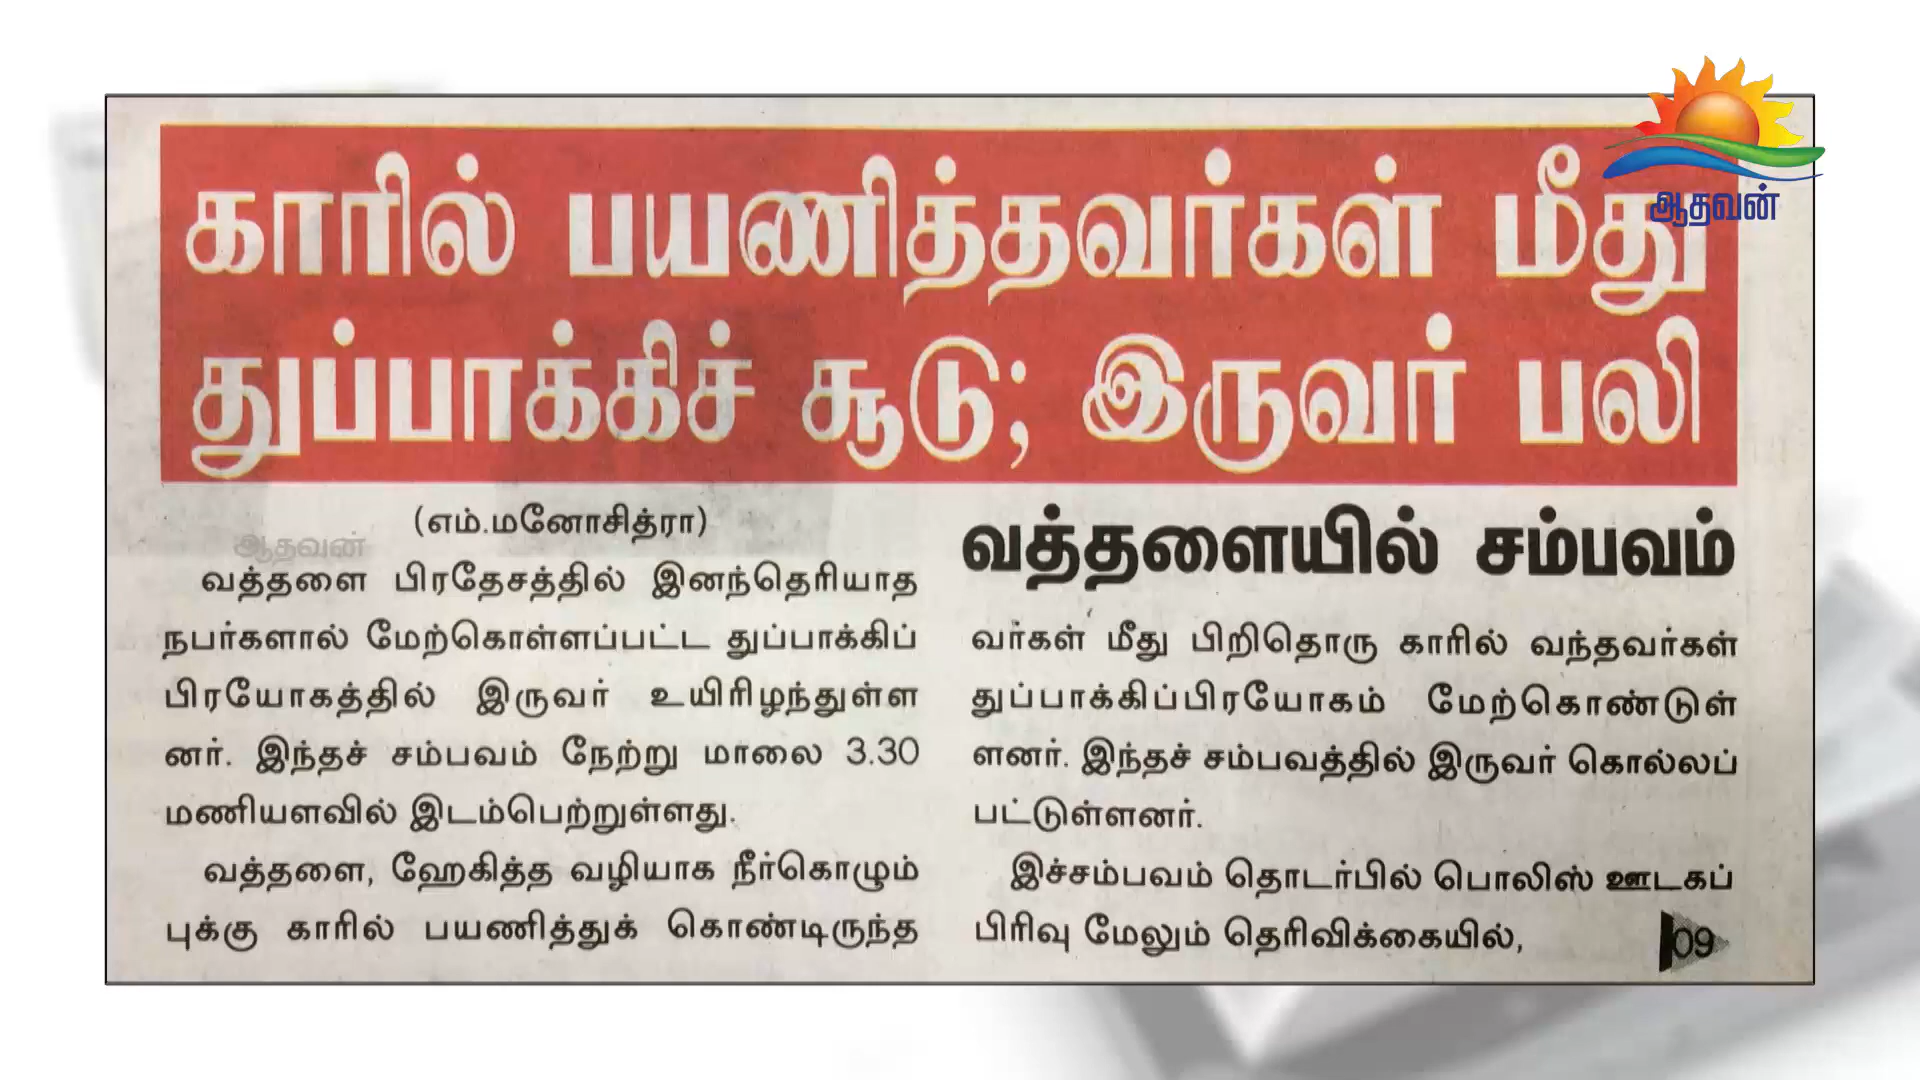 ஆதவன்
காரில் பயணித்தவர்கள் மீது
துப்பாக்கிச் சூடு; இருவர் பலி
(எம்.மனோசித்ரா)
ஆதவன்
வத்தளை பிரதேசத்தில் இனந்தெரியாத
நபர்களால் மேற்கொள்ளப்பட்ட துப்பாக்கிப்
பிரயோகத்தில் இருவர் உயிரிழந்துள்ள
னர். இந்தச் சம்பவம் நேற்று மாலை 3.30
மணியளவில் இடம்பெற்றுள்ளது.
வத்தளை, ஹேகித்த வழியாக நீர்கொழும்
புக்கு காரில் பயணித்துக் கொண்டிருந்த
வத்தளையில் சம்பவம்
வர்கள் மீது பிறிதொரு காரில் வந்தவர்கள்
துப்பாக்கிப்பிரயோகம் மேற்கொண்டுள்
ளனர். இந்தச் சம்பவத்தில் இருவர் கொல்லப்
பட்டுள்ளனர்.
இச்சம்பவம் தொடர்பில் பொலிஸ் ஊடகப்
பிரிவு மேலும் தெரிவிக்கையில்,
09